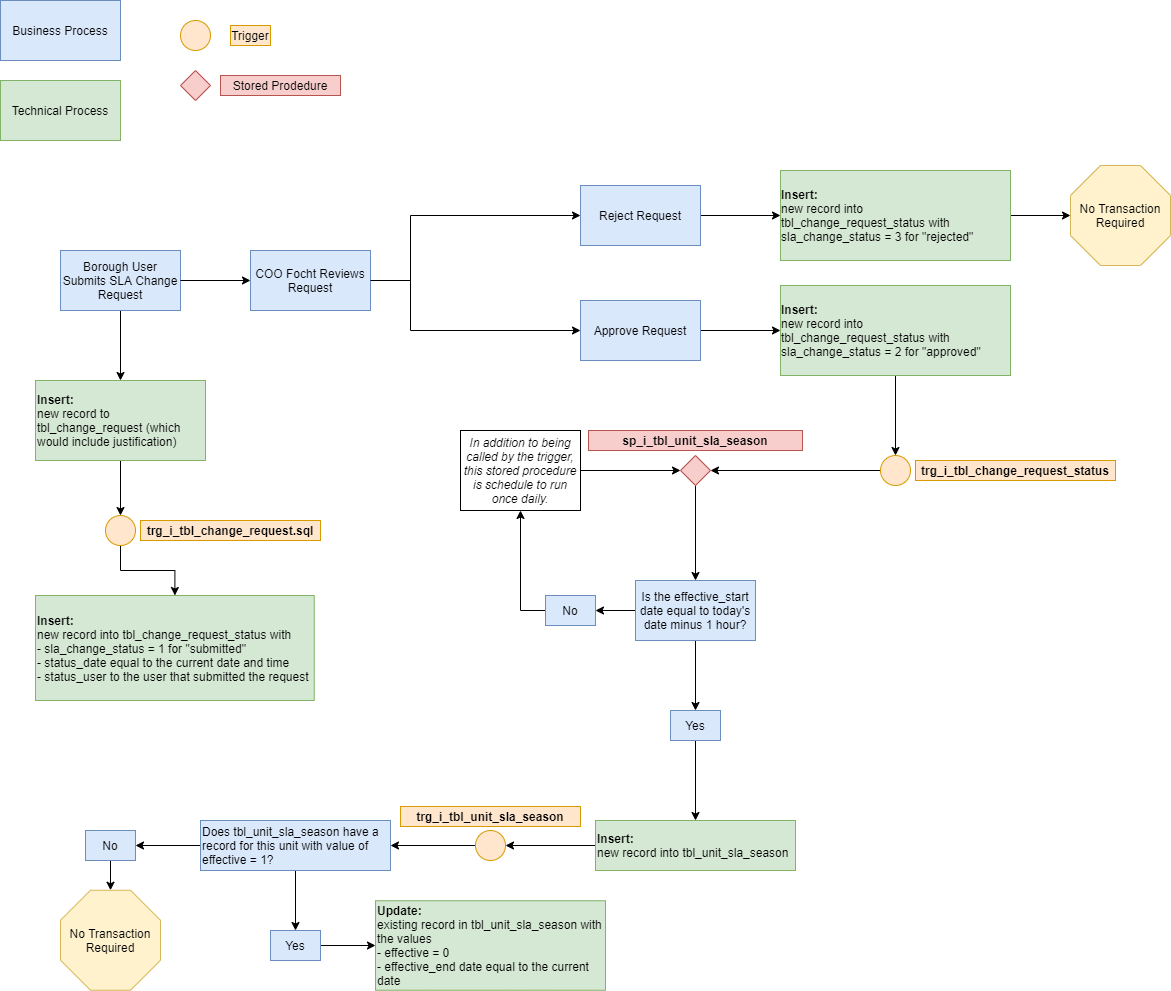 Business Process
Trigger
Stored Prodedure
Technical Process
Reject Request
Insert:
new record into
tbl_change_request_status with
sla_change_status = 3 for "rejected"
No Transaction
Required
Borough User
Submits SLA Change
Request
COO Focht Reviews
Request
Approve Request
Insert:
new record into
tbl_change_request_status with
sla_change_status = 2 for "approved"
Insert:
new record to
tbl_change_request (which
would include justification)
In addition to being
called by the trigger,
this stored procedure
is schedule to run
once daily.
sp_i_tbl_unit_sla_season
trg_i_tbl_change_request_status
trg_i_tbl_change_request.sql
Insert:
new record into tbl_change_request_status with
- sla_change_status = 1 for "submitted"
- status_date equal to the current date and time
- status_user to the user that submitted the request
No
Is the effective_start
date equal to today's
date minus 1 hour?
Yes
trg_i_tbl_unit_sla_season
No
Does tbl_unit_sla_season have a
record for this unit with value of
effective = 1?
Insert:
new record into tbl_unit_sla_season
No Transaction
Required
Yes
Update:
existing record in tbl_unit_sla_season with
the values
- effective = 0
- effective_end date equal to the current
date